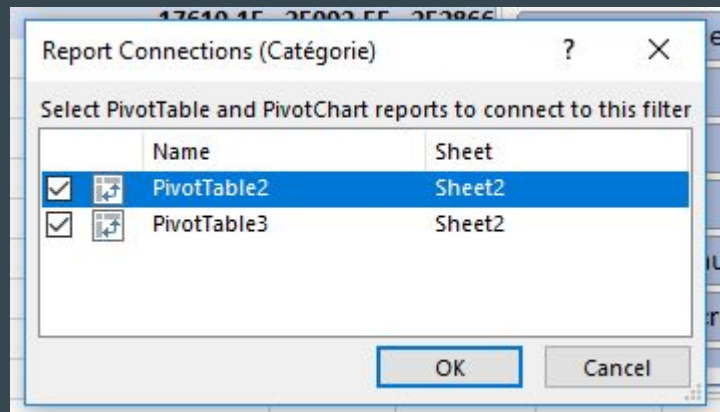 Report Connections (Catégorie) ? ×
Select PivotTable and PivotChart reports to connect to this filter
Name Sheet
PivotTable2 Sheet2
PivotTable3 Sheet2
OK Cancel